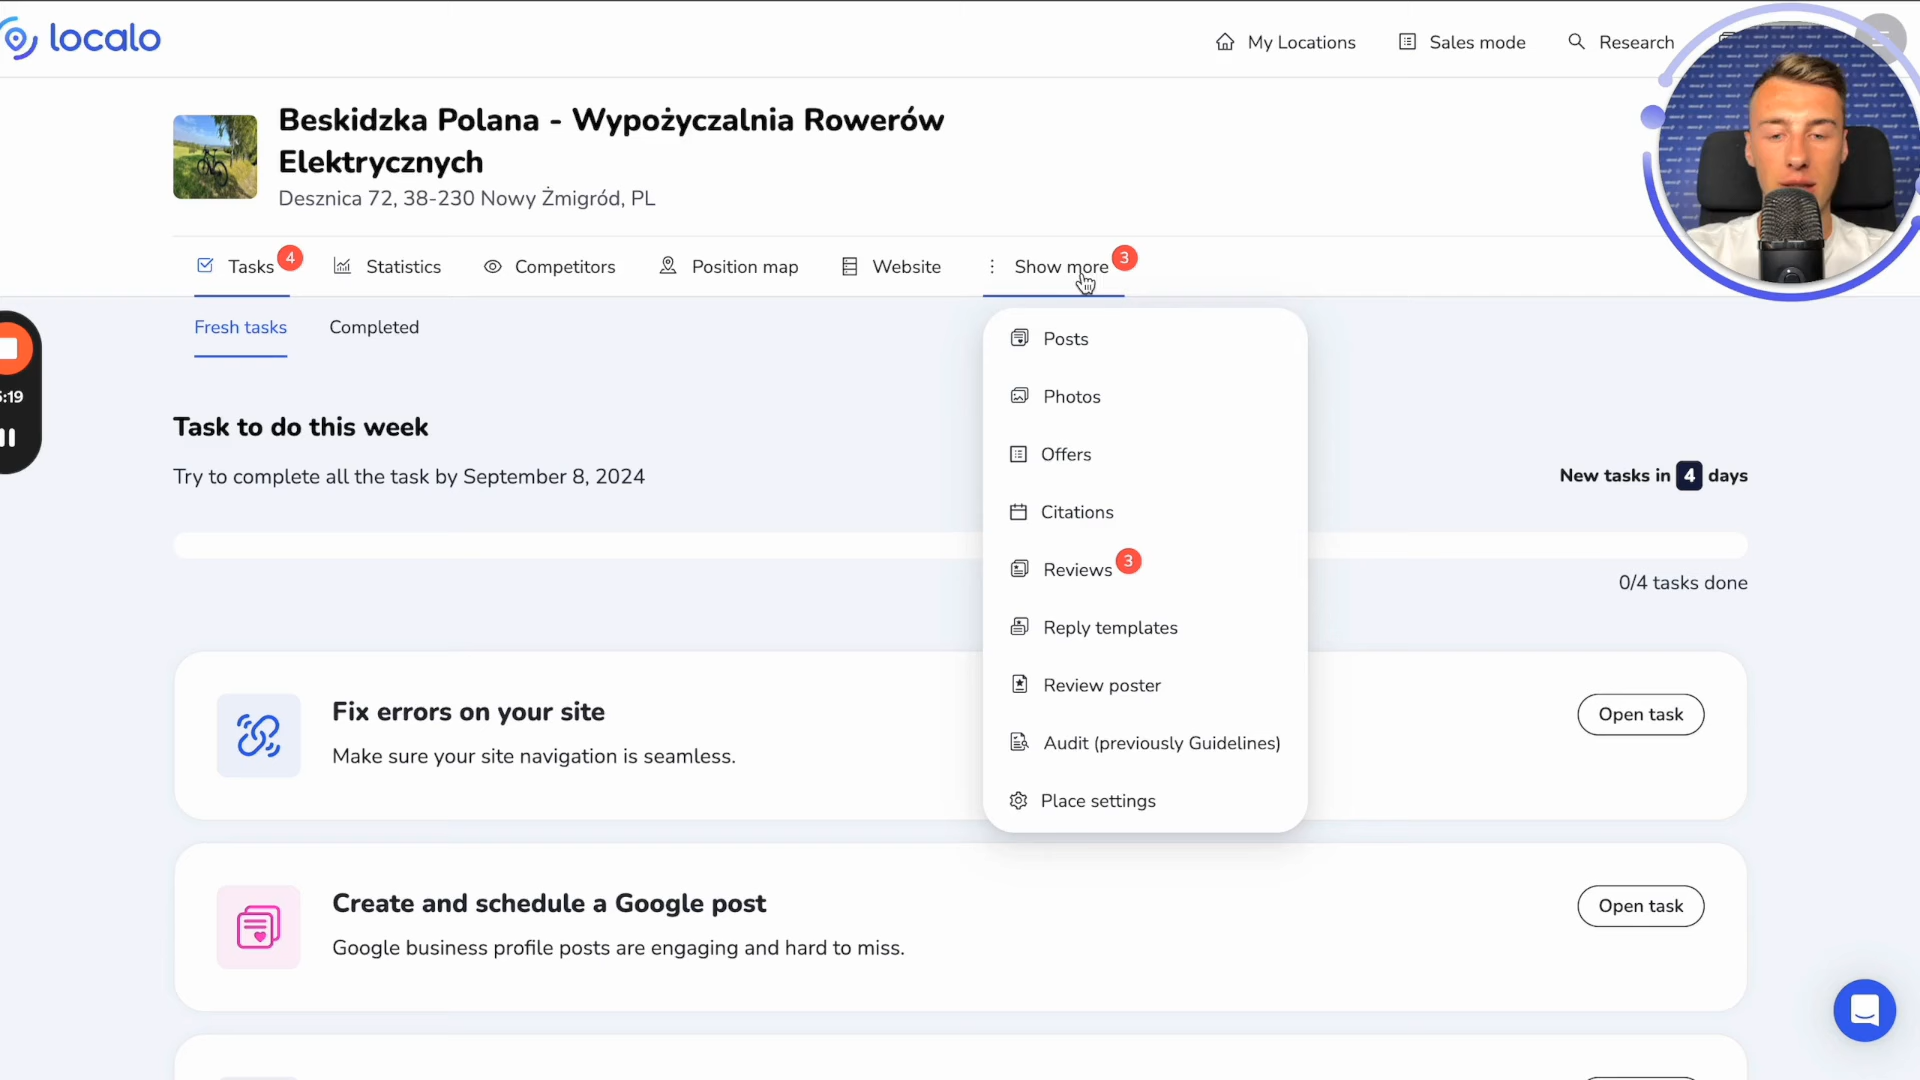 localo
My Locations
Sales mode
Research
Beskidzka Polana - Wypożyczalnia Rowerów
Elektrycznych
Desznica 72, 38-230 Nowy Żmigród, PL
Tasks 4
Statistics
Competitors
Position map
Website
Show more 3
Fresh tasks
Completed
:19
Posts
Photos
Offers
Citations
Reviews 3
Reply templates
Review poster
Audit (previously Guidelines)
Place settings
Task to do this week
Try to complete all the task by September 8, 2024
New tasks in 4 days
0/4 tasks done
Fix errors on your site
Make sure your site navigation is seamless.
Open task
Create and schedule a Google post
Google business profile posts are engaging and hard to miss.
Open task